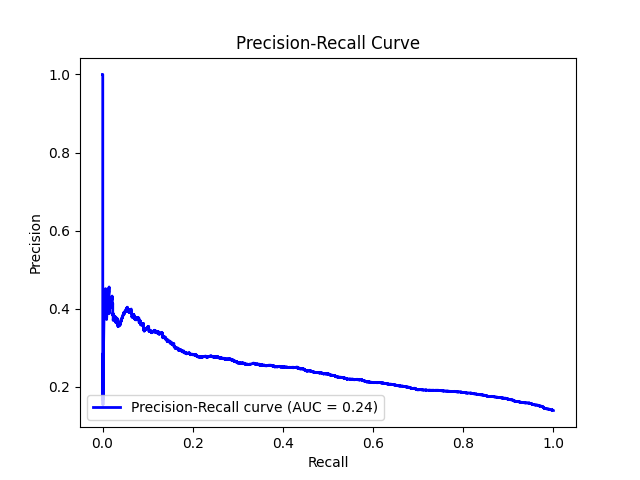 Precision-Recall Curve
Precision
1.0
0.8
0.6
0.4
0.2
Precision-Recall curve (AUC = 0.24)
0.0 0.2 0.4 0.6 0.8 1.0
Recall